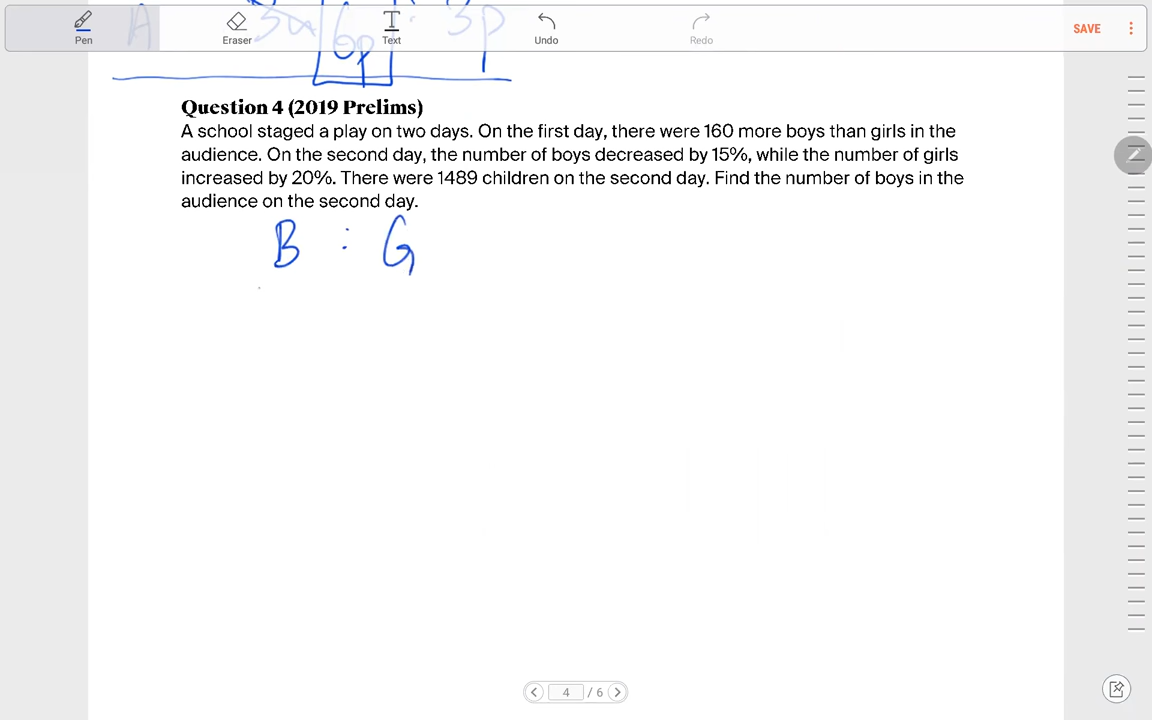 A 3u 6p : 3p
Pen Eraser Text Undo Redo SAVE
Question 4 (2019 Prelims)
A school staged a play on two days. On the first day, there were 160 more boys than girls in the
audience. On the second day, the number of boys decreased by 15%, while the number of girls
increased by 20%. There were 1489 children on the second day. Find the number of boys in the
audience on the second day.
B : G
4 / 6